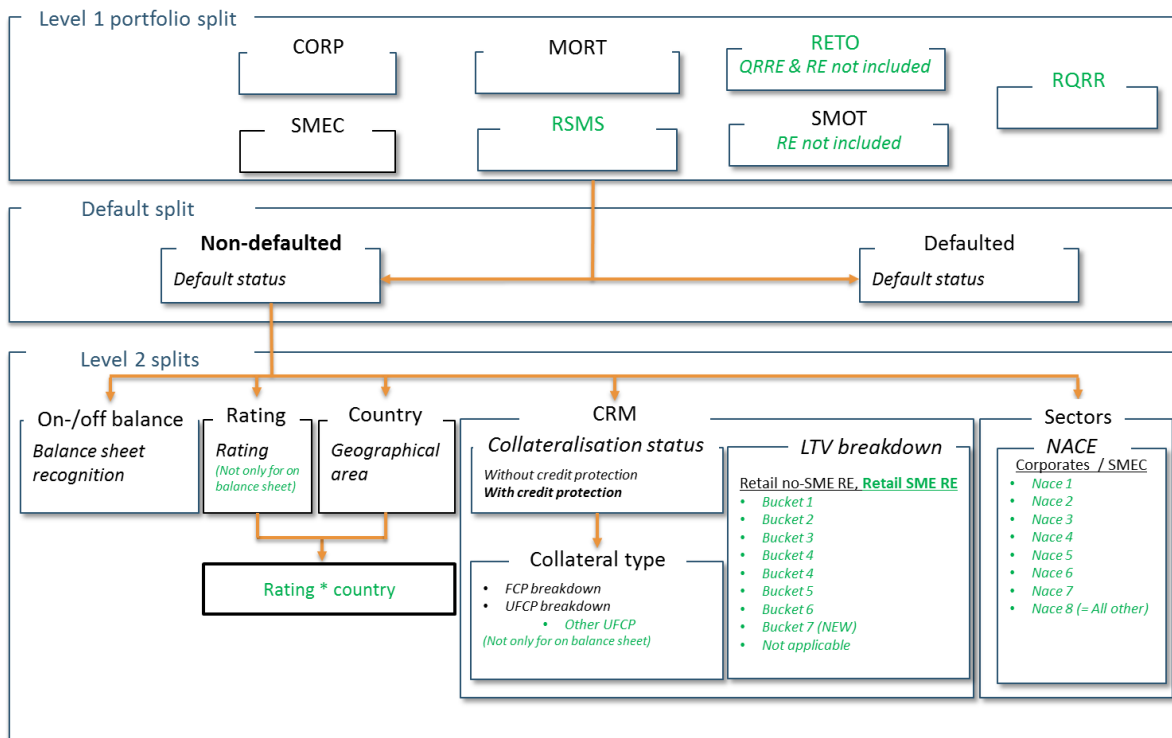 Level 1 portfolio split
CORP
MORT
RETO
QRRE & RE not included
RQRR
SMEC
RSMS
SMOT
RE not included
Default split
Non-defaulted
Default status
Defaulted
Default status
Level 2 splits
On-/off balance
Balance sheet
recognition
Rating
Rating
(Not only for on
balance sheet)
Country
Geographical
area
Rating * country
CRM
Collateralisation status
Without credit protection
With credit protection
Collateral type
• FCP breakdown
• UFCP breakdown
• Other UFCP
(Not only for on balance sheet)
LTV breakdown
Retail no-SME RE, Retail SME RE
• Bucket 1
• Bucket 2
• Bucket 3
• Bucket 4
• Bucket 4
• Bucket 5
• Bucket 6
• Bucket 7 (NEW)
• Not applicable
Sectors
NACE
Corporates / SMEC
• Nace 1
• Nace 2
• Nace 3
• Nace 4
• Nace 5
• Nace 6
• Nace 7
• Nace 8 (= All other)